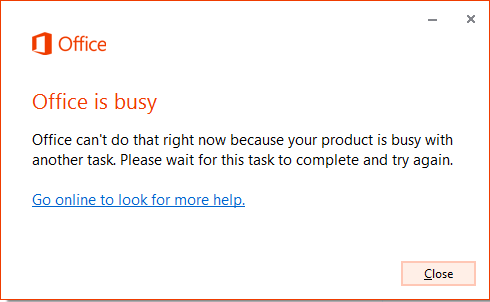 Office
Office is busy
Office can't do that right now because your product is busy with
another task. Please wait for this task to complete and try again.
Go online to look for more help.
Close